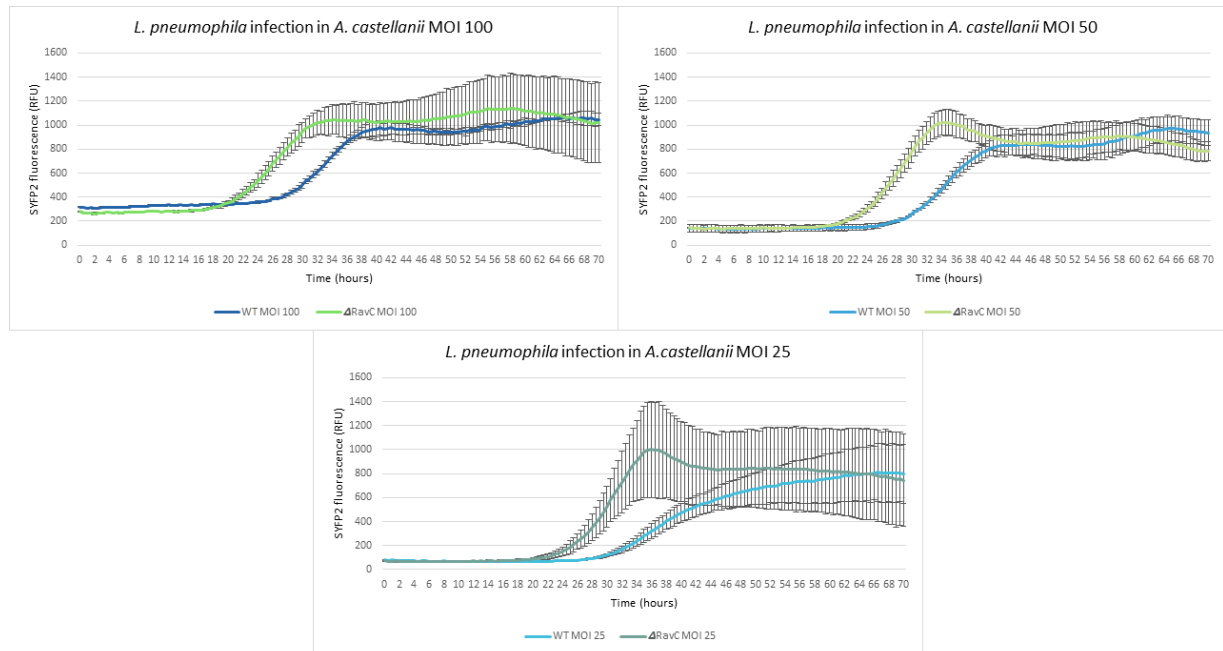 L. pneumophila infection in A. castellanii MOI 100
1600
1400
1200
1000
800
600
400
200
0
SYFP2 fluorescence (RFU)
0 2 4 6 8 10 12 14 16 18 20 22 24 26 28 30 32 34 36 38 40 42 44 46 48 50 52 54 56 58 60 62 64 66 68 70
Time (hours)
WT MOI 100 ΔRavC MOI 100
L. pneumophila infection in A. castellanii MOI 50
1600
1400
1200
1000
800
600
400
200
0
SYFP2 fluorescence (RFU)
0 2 4 6 8 10 12 14 16 18 20 22 24 26 28 30 32 34 36 38 40 42 44 46 48 50 52 54 56 58 60 62 64 66 68 70
Time (hours)
WT MOI 50 ΔRavC MOI 50
L. pneumophila infection in A.castellanii MOI 25
1600
1400
1200
1000
800
600
400
200
0
SYFP2 fluorescence (RFU)
0 2 4 6 8 10 12 14 16 18 20 22 24 26 28 30 32 34 36 38 40 42 44 46 48 50 52 54 56 58 60 62 64 66 68 70
Time (hours)
WT MOI 25 ΔRavC MOI 25